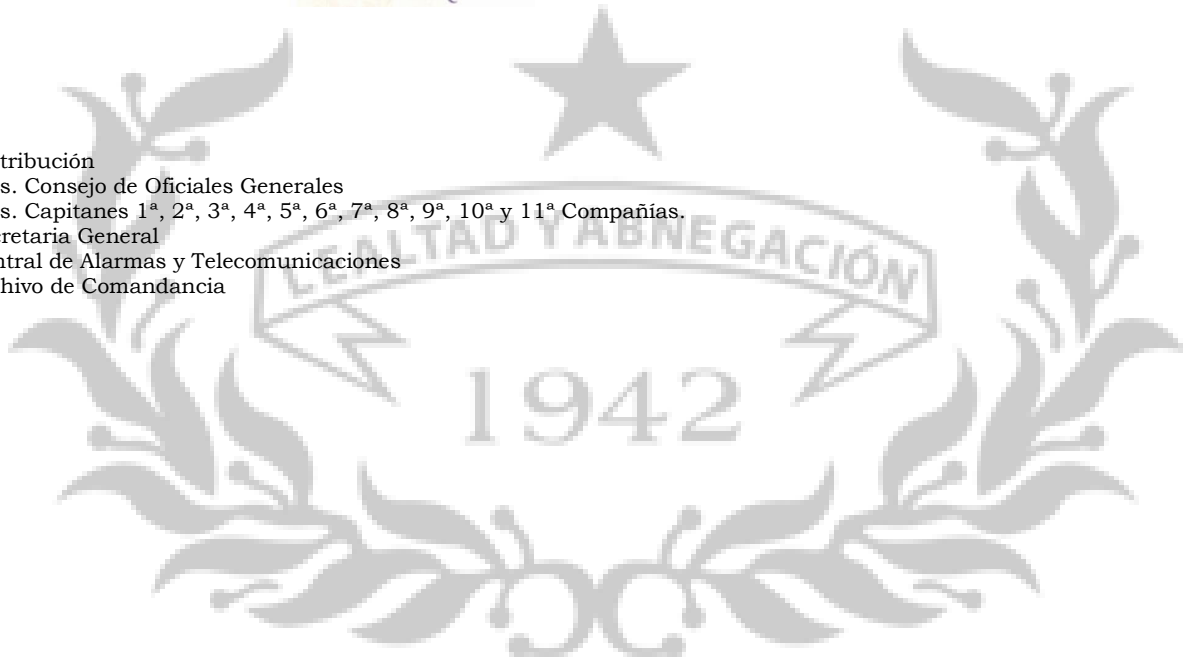 tribución
s. Consejo de Oficiales Generales
s. Capitanes 1ª, 2ª, 3ª, 4ª, 5ª, 6ª, 7ª, 8ª, 9ª, 10ª y 11ª Compañías.
cretaria General
ntral de Alarmas y Telecomunicaciones
hivo de Comandancia
LEALTAD Y ABNEGACIÓN
1942